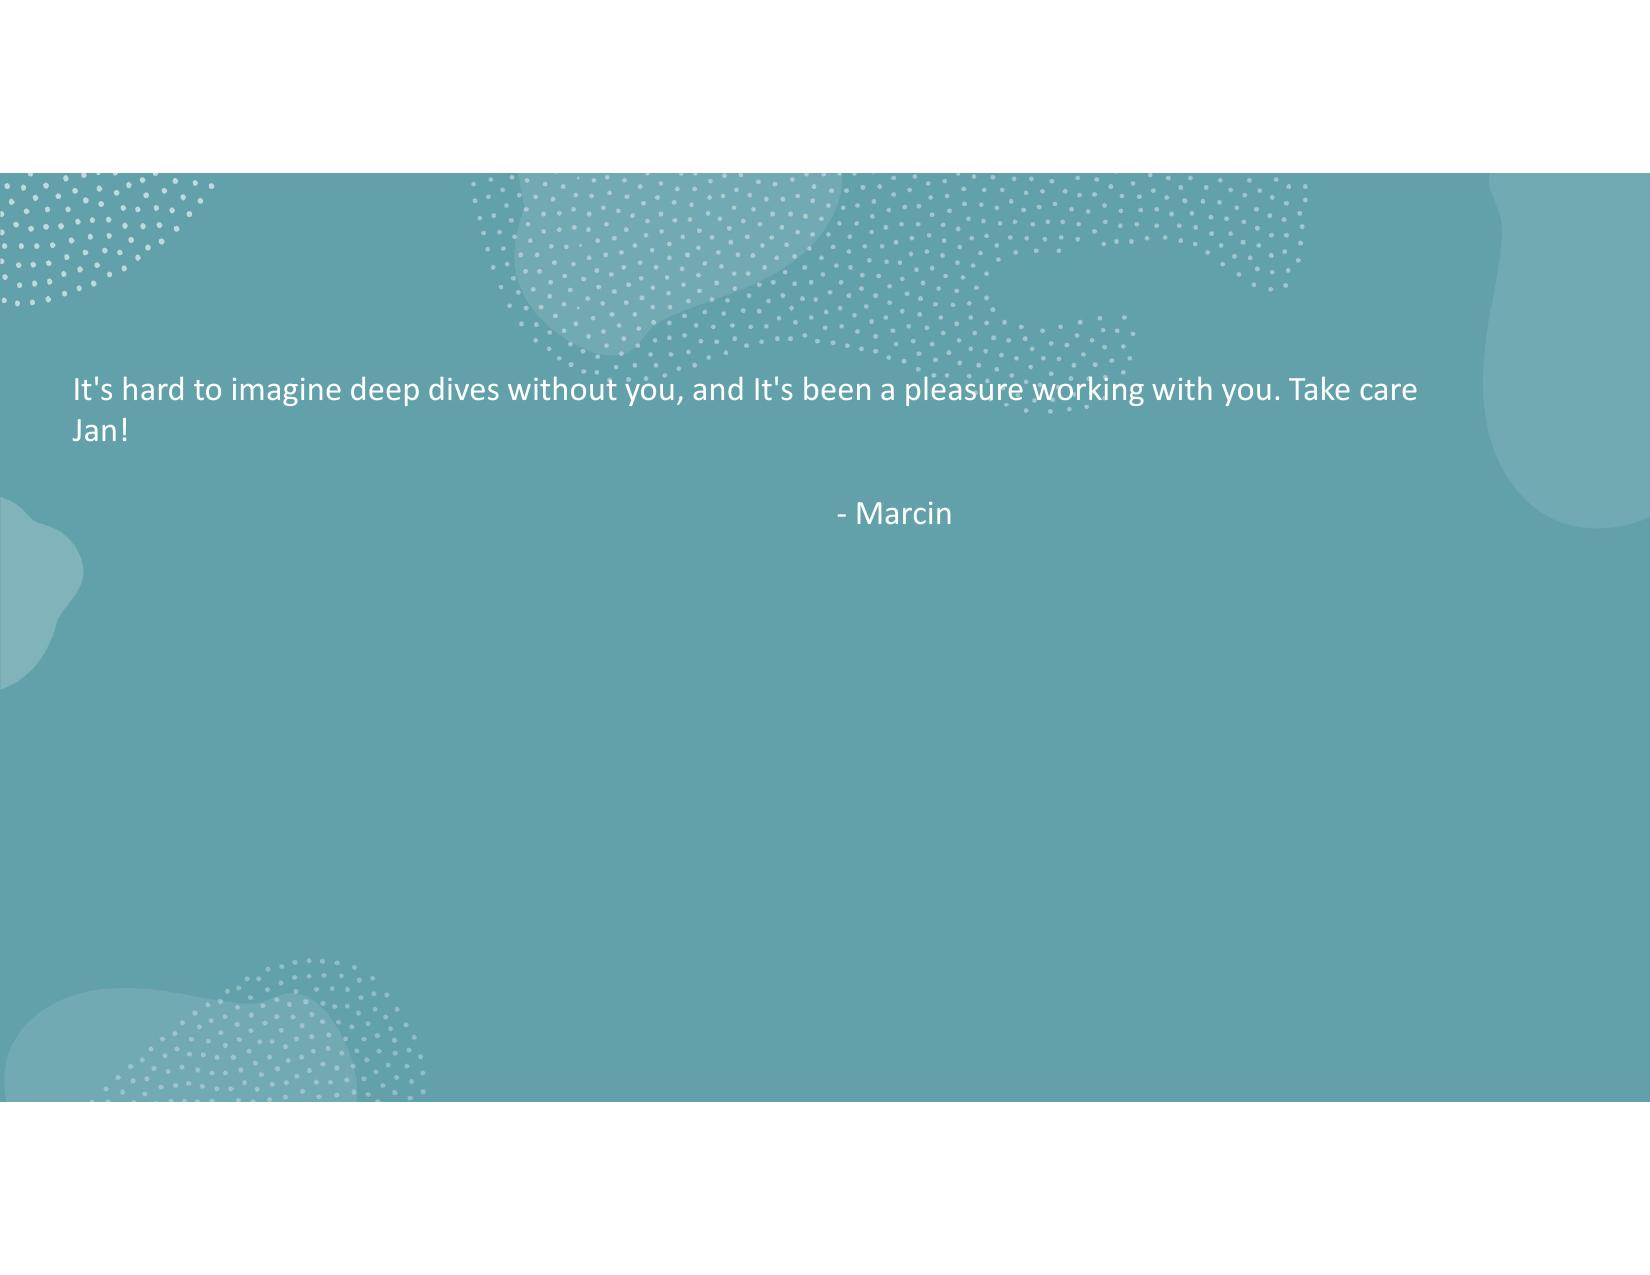 It's hard to imagine deep dives without you, and It's been a pleasure working with you. Take care
Jan!
- Marcin